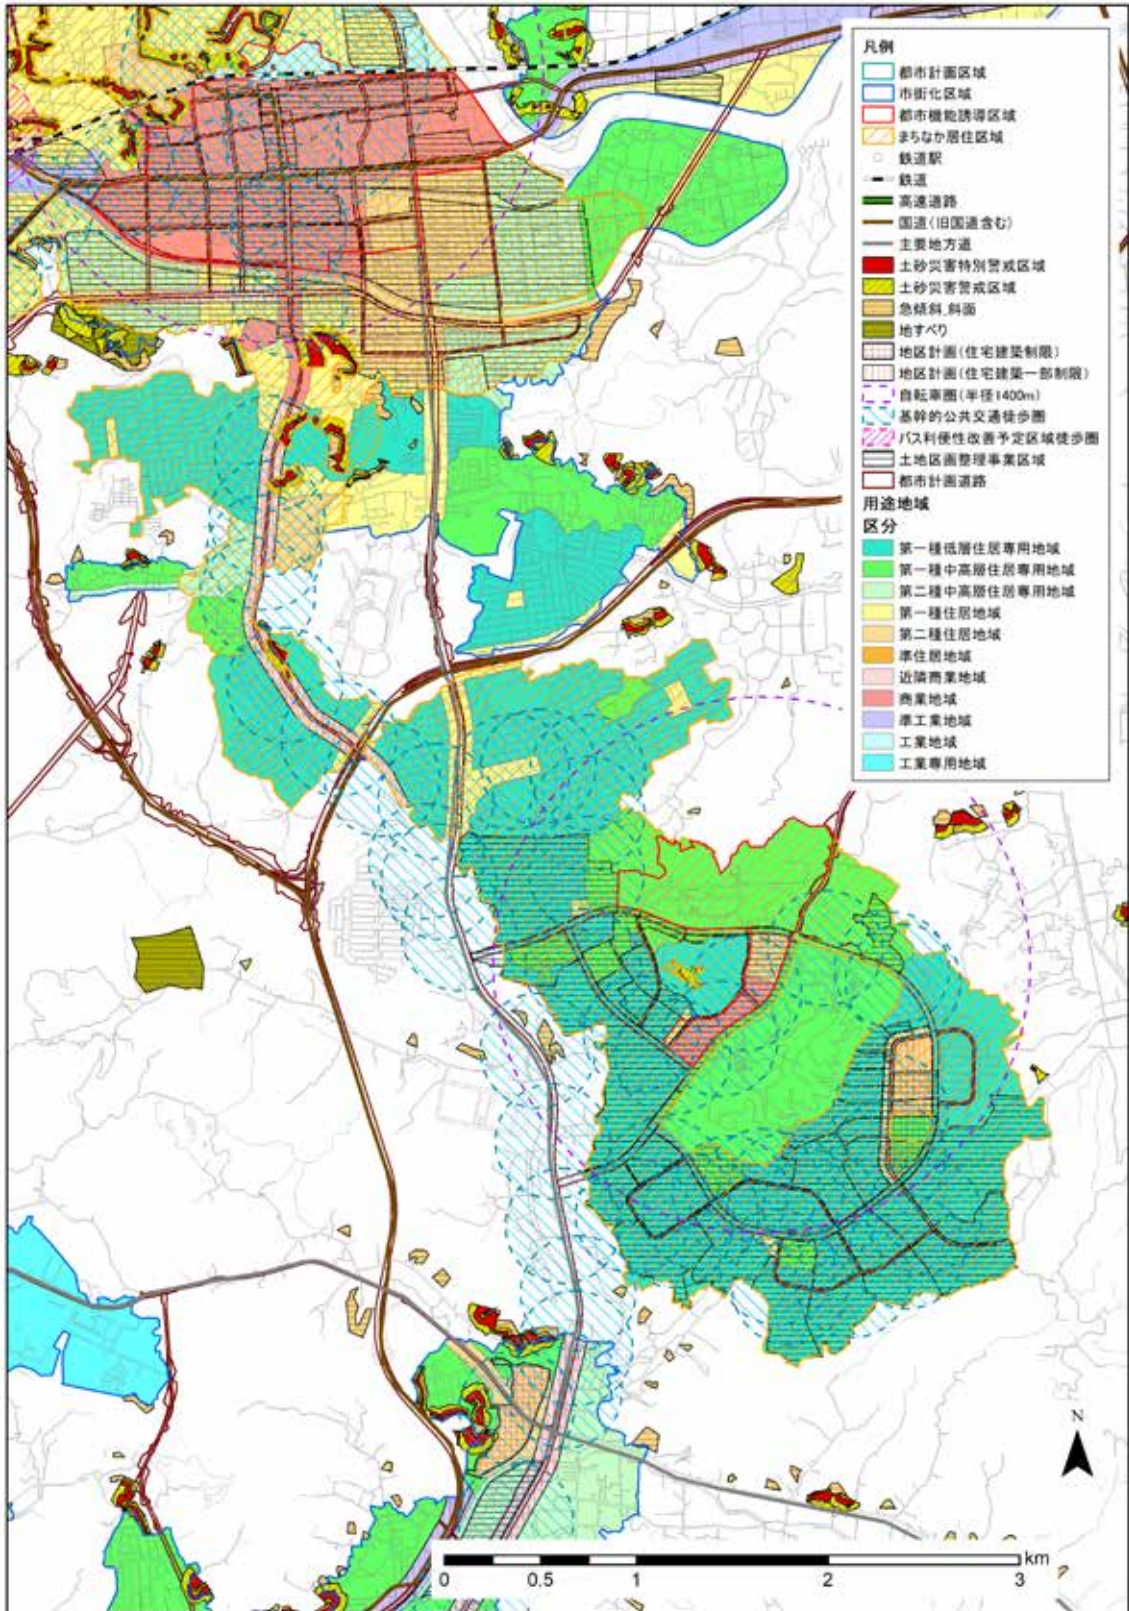 凡例
都市計画区域
市街化区域
都市機能誘導区域
まちなか居住区域
鉄道駅
鉄道
高速道路
国道(旧国道含む)
主要地方道
土砂災害特別警戒区域
土砂災害警戒区域
急傾斜_斜面
地すべり
地区計画(住宅建築制限)
地区計画(住宅建築一部制限)
自転車圏(半径1400m)
基幹的公共交通徒歩圏
バス利便性改善予定区域徒歩圏
土地区画整理事業区域
都市計画道路
用途地域
区分
第一種低層住居専用地域
第一種中高層住居専用地域
第二種中高層住居専用地域
第一種住居地域
第二種住居地域
準住居地域
近隣商業地域
商業地域
準工業地域
工業地域
工業専用地域
N
km
0 0.5 1 2 3